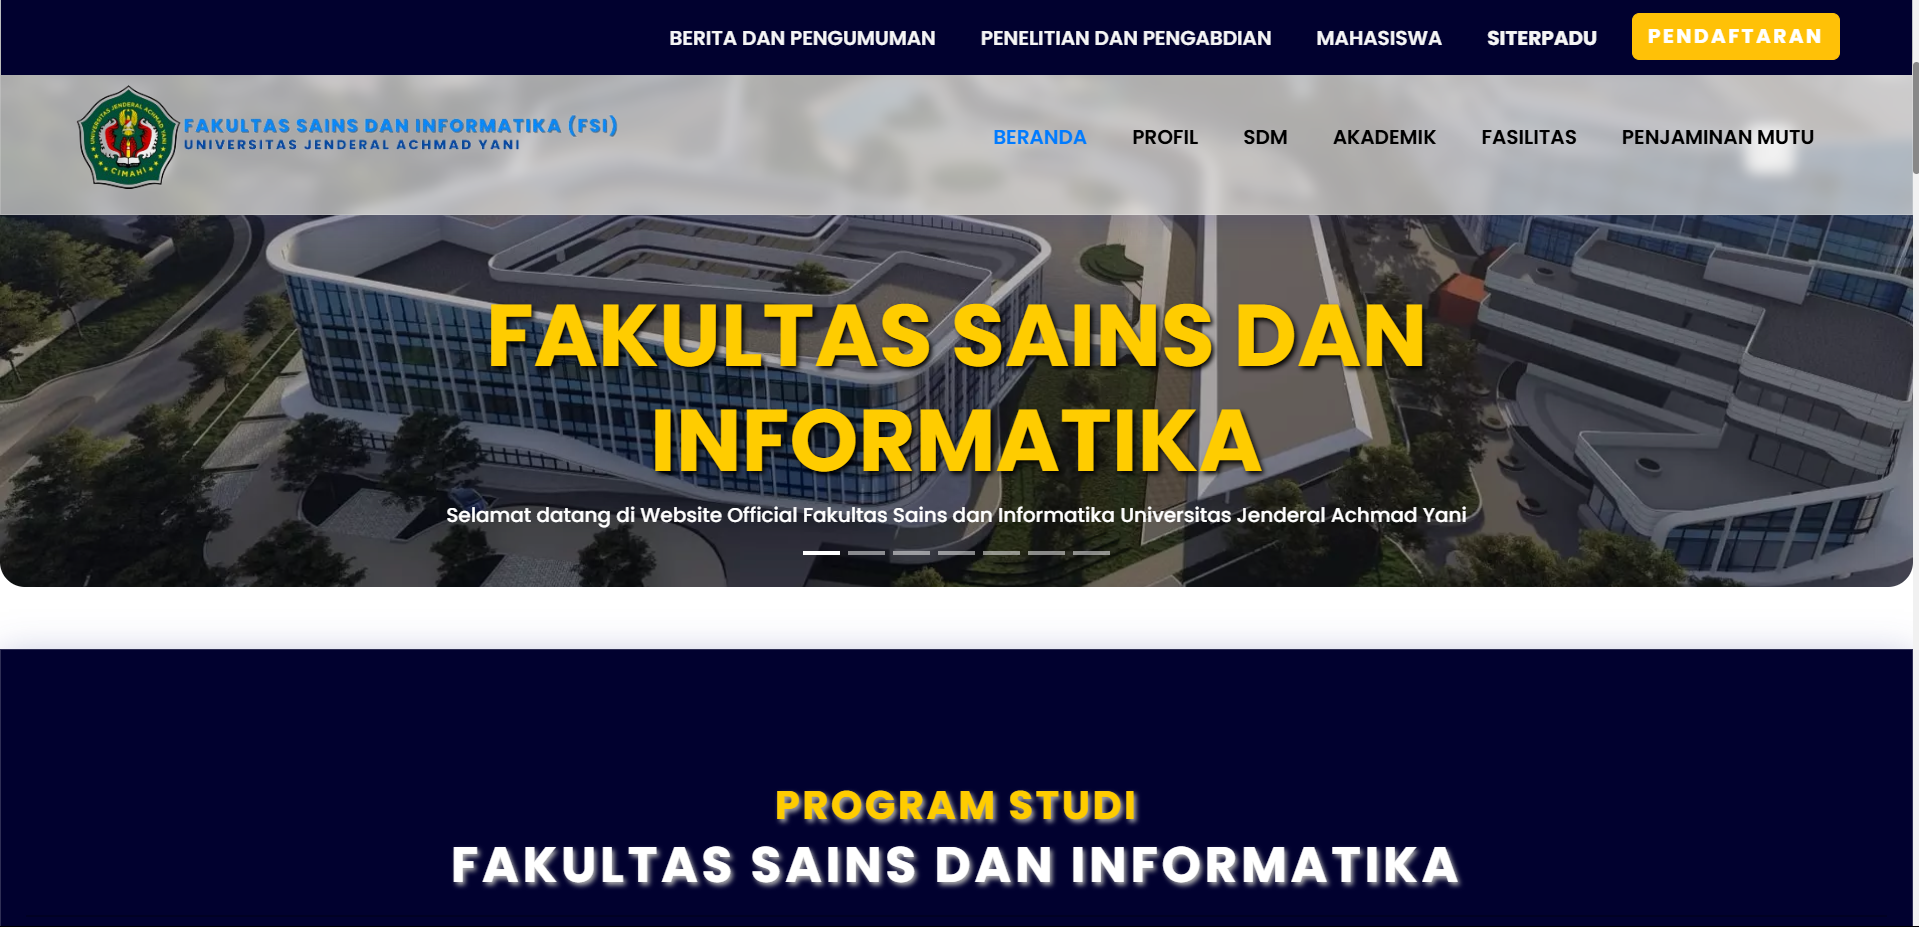 BERITA DAN PENGUMUMAN PENELITIAN DAN PENGABDIAN MAHASISWA SITERPADU PENDAFTARAN
UNIVERSITAS JENDERAL ACHMAD YANI
CIMAHI
FAKULTAS SAINS DAN INFORMATIKA (FSI)
UNIVERSITAS JENDERAL ACHMAD YANI
BERANDA PROFIL SDM AKADEMIK FASILITAS PENJAMINAN MUTU
FAKULTAS SAINS DAN
INFORMATIKA
Selamat datang di Website Official Fakultas Sains dan Informatika Universitas Jenderal Achmad Yani
PROGRAM STUDI
FAKULTAS SAINS DAN INFORMATIKA